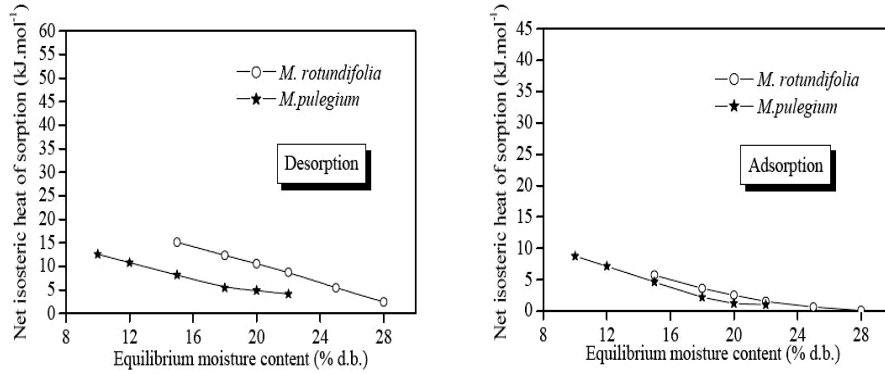 Net isosteric heat of sorption (kJ.mol-1)
60
55
50
45
40
35
30
25
20
15
10
5
0
M. rotundifolia
M.pulegium
Desorption
8 12 16 20 24 28
Equilibrium moisture content (% d.b.)
Net isosteric heat of sorption (kJ.mol-1)
45
40
35
30
25
20
15
10
5
0
M. rotundifolia
M.pulegium
Adsorption
8 12 16 20 24 28
Equilibrium moisture content (% d.b.)